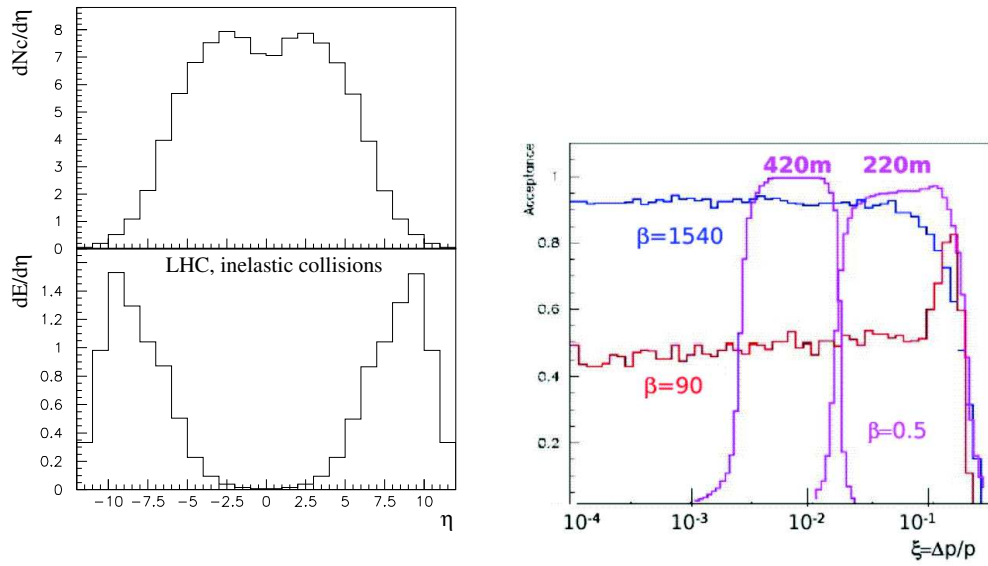 dNc/dη
8
7
6
5
4
3
2
1
0
LHC, inelastic collisions
dE/dη
1.4
1.2
1
0.8
0.6
0.4
0.2
0
−10 −7.5 −5 −2.5 0 2.5 5 7.5 10
η
420m 220m
Acceptance
1
0.8
0.6
0.4
0.2
β=1540
β=90
β=0.5
10-4 10-3 10-2 10-1
ξ=Δp/p